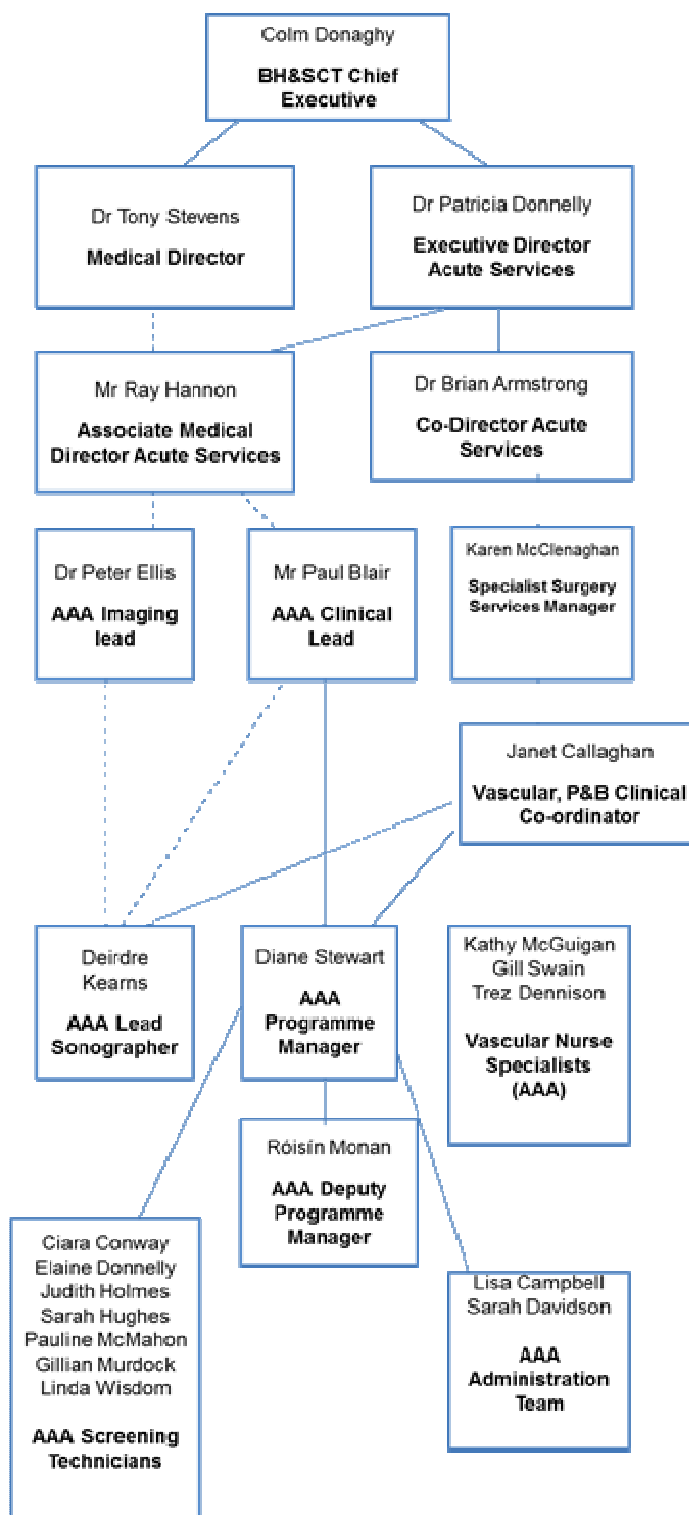 Colm Donaghy
BH&SCT Chief
Executive
Dr Tony Stevens
Medical Director
Dr Patricia Donnelly
Executive Director
Acute Services
Mr Ray Hannon
Associate Medical
Director Acute Services
Dr Brian Armstrong
Co-Director Acute
Services
Dr Peter Ellis
AAA Imaging
lead
Mr Paul Blair
AAA Clinical
Lead
Karen McClenaghan
Specialist Surgery
Services Manager
Janet Callaghan
Vascular, P&B Clinical
Co-ordinator
Deirdre
Kearns
AAA Lead
Sonographer
Diane Stewart
AAA
Programme
Manager
Kathy McGuigan
Gill Swain
Trez Dennison
Vascular Nurse
Specialists
(AAA)
Róisín Monan
AAA Deputy
Programme
Manager
Ciara Conway
Elaine Donnelly
Judith Holmes
Sarah Hughes
Pauline McMahon
Gillian Murdock
Linda Wisdom
AAA Screening
Technicians
Lisa Campbell
Sarah Davidson
AAA
Administration
Team